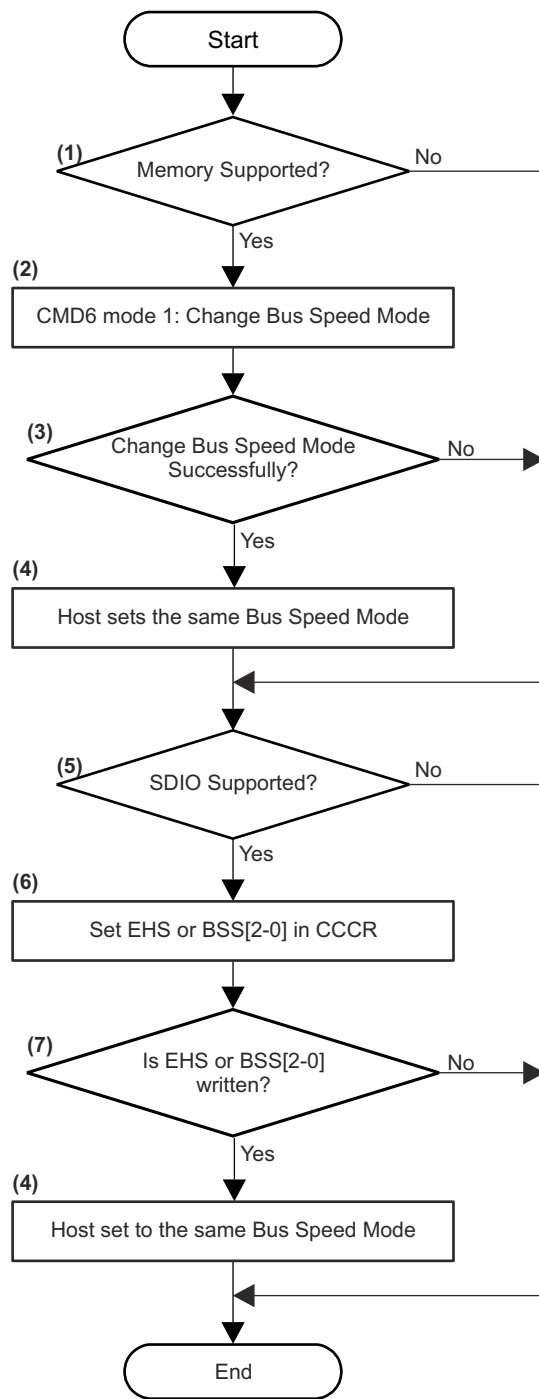 Start
(1)
Memory Supported?
No
Yes
(2)
CMD6 mode 1: Change Bus Speed Mode
(3)
Change Bus Speed Mode
Successfully?
No
Yes
(4)
Host sets the same Bus Speed Mode
(5)
SDIO Supported?
No
Yes
(6)
Set EHS or BSS[2-0] in CCCR
(7)
Is EHS or BSS[2-0]
written?
No
Yes
(4)
Host set to the same Bus Speed Mode
End